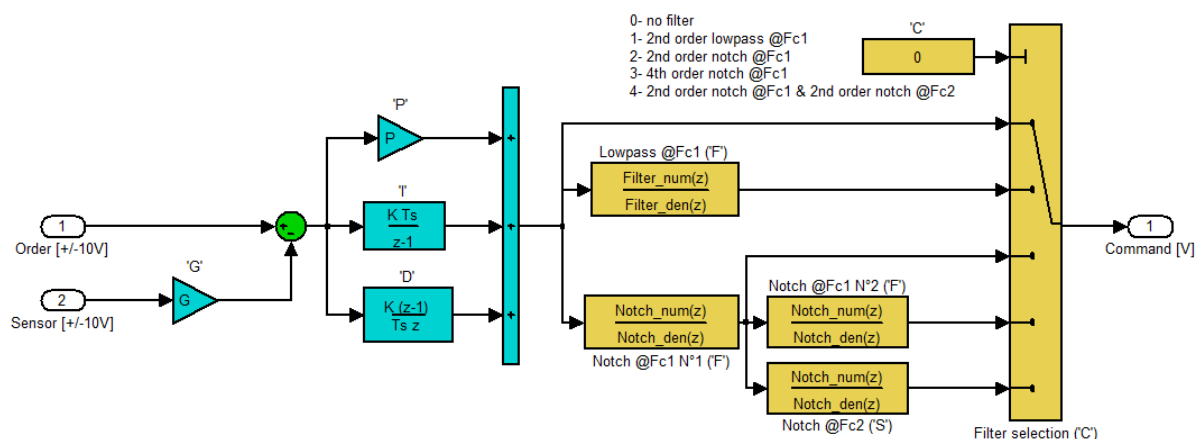 0- no filter
1- 2nd order lowpass @Fc1
2- 2nd order notch @Fc1
3- 4th order notch @Fc1
4- 2nd order notch @Fc1 & 2nd order notch @Fc2
'C'
0
'P'
P
+
Lowpass @Fc1 ('F')
Filter_num(z)
Filter_den(z)
'I'
K Ts
z-1
+
1
Order [+/-10V]
+
-
1
Command [V]
'G'
G
2
Sensor [+/-10V]
'D'
K (z-1)
Ts z
+
Notch_num(z)
Notch_den(z)
Notch @Fc1 N°1 ('F')
Notch @Fc1 N°2 ('F')
Notch_num(z)
Notch_den(z)
Notch_num(z)
Notch_den(z)
Notch @Fc2 ('S')
Filter selection ('C')